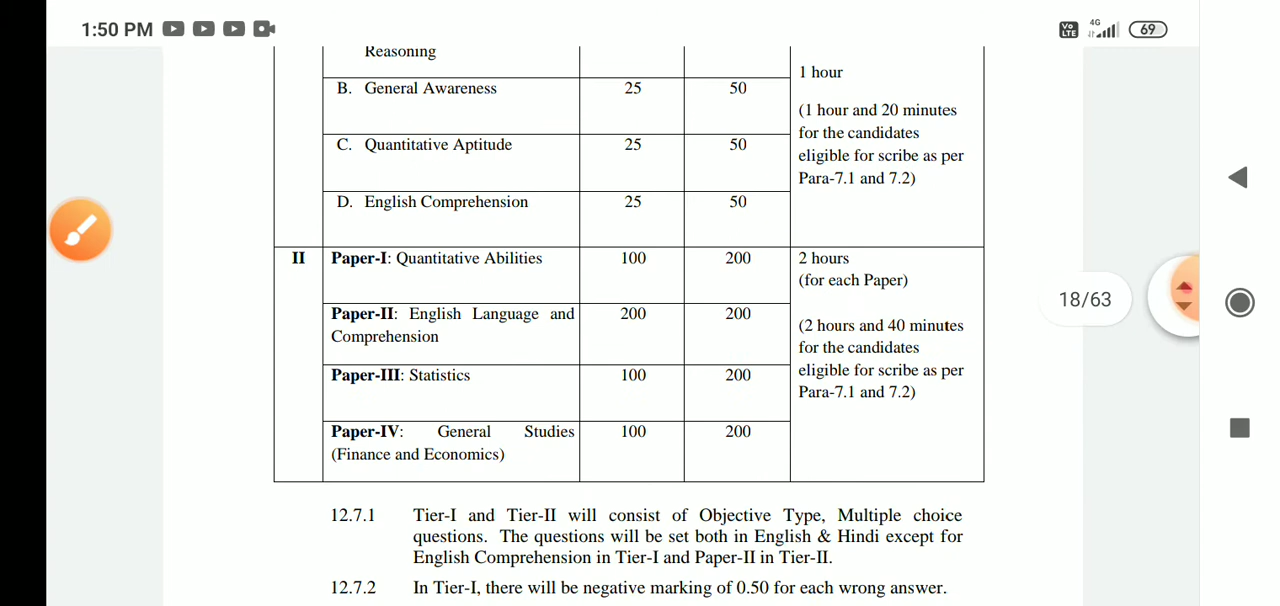 1:50 PM
Vo LTE 4G 69
Reasoning
1 hour
B. General Awareness 25 50
(1 hour and 20 minutes
for the candidates
C. Quantitative Aptitude 25 50
eligible for scribe as per
Para-7.1 and 7.2)
D. English Comprehension 25 50
II Paper-I: Quantitative Abilities 100 200 2 hours
(for each Paper)
18/63
Paper-II: English Language and 200 200
Comprehension
(2 hours and 40 minutes
for the candidates
Paper-III: Statistics 100 200
eligible for scribe as per
Para-7.1 and 7.2)
Paper-IV: General Studies 100 200
(Finance and Economics)
12.7.1 Tier-I and Tier-II will consist of Objective Type, Multiple choice
questions. The questions will be set both in English & Hindi except for
English Comprehension in Tier-I and Paper-II in Tier-II.
12.7.2 In Tier-I, there will be negative marking of 0.50 for each wrong answer.